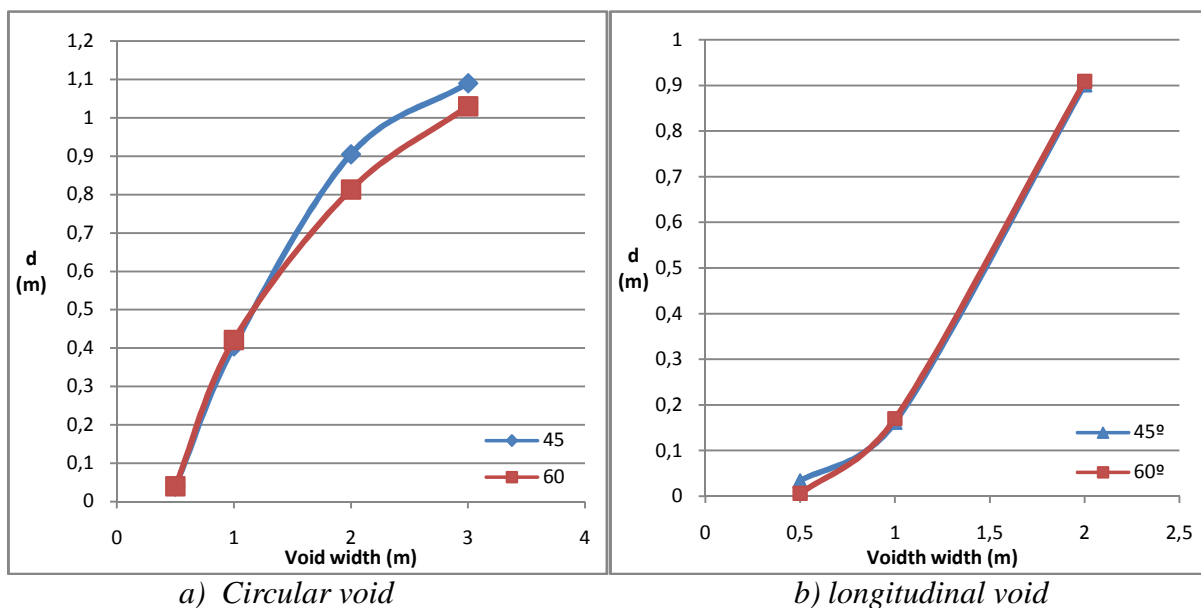 1,2
1,1
1
0,9
0,8
0,7
d
(m)
0,6
0,5
0,4
0,3
0,2
0,1
0
45
60
0 1 2 3 4
Void width (m)
a) Circular void
1
0,9
0,8
0,7
0,6
d
(m)
0,5
0,4
0,3
0,2
0,1
0
45º
60º
0 0,5 1 1,5 2 2,5
Voidth width (m)
b) longitudinal void